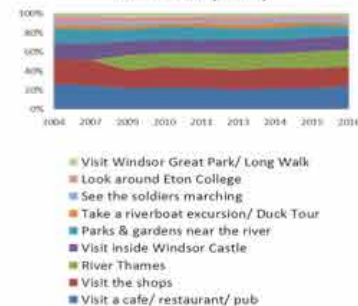 100%
80%
60%
40%
20%
0%
2004 2007 2009 2010 2011 2013 2014 2015 2016
Visit Windsor Great Park/ Long Walk
Look around Eton College
See the soldiers marching
Take a riverboat excursion/ Duck Tour
Parks & gardens near the river
Visit inside Windsor Castle
River Thames
Visit the shops
Visit a cafe/ restaurant/ pub